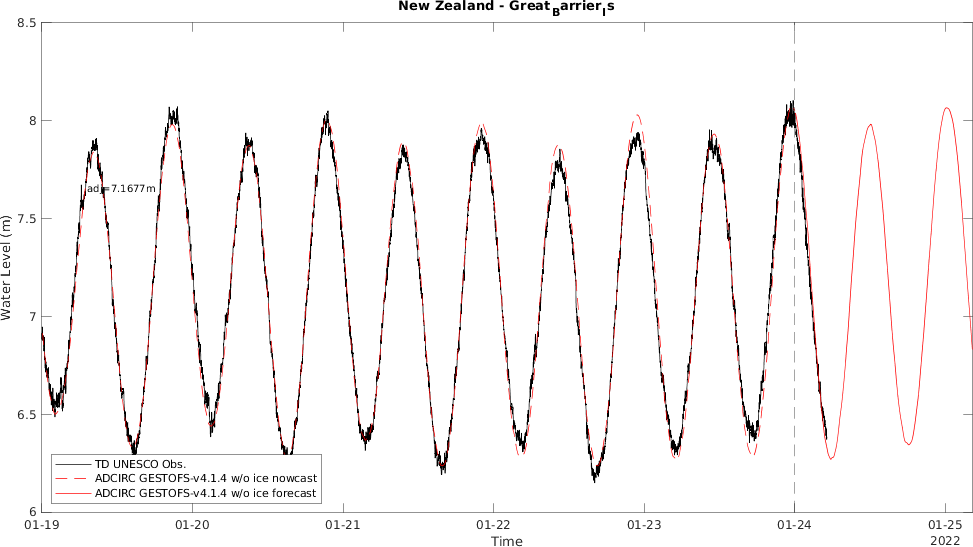 New Zealand - GreatBarrierIs
8.5
8
7.5
7
6.5
6
Water Level (m)
adj=7.1677m
TD UNESCO Obs.
ADCIRC GESTOFS-v4.1.4 w/o ice nowcast
ADCIRC GESTOFS-v4.1.4 w/o ice forecast
01-19 01-20 01-21 01-22 01-23 01-24 01-25
Time 2022